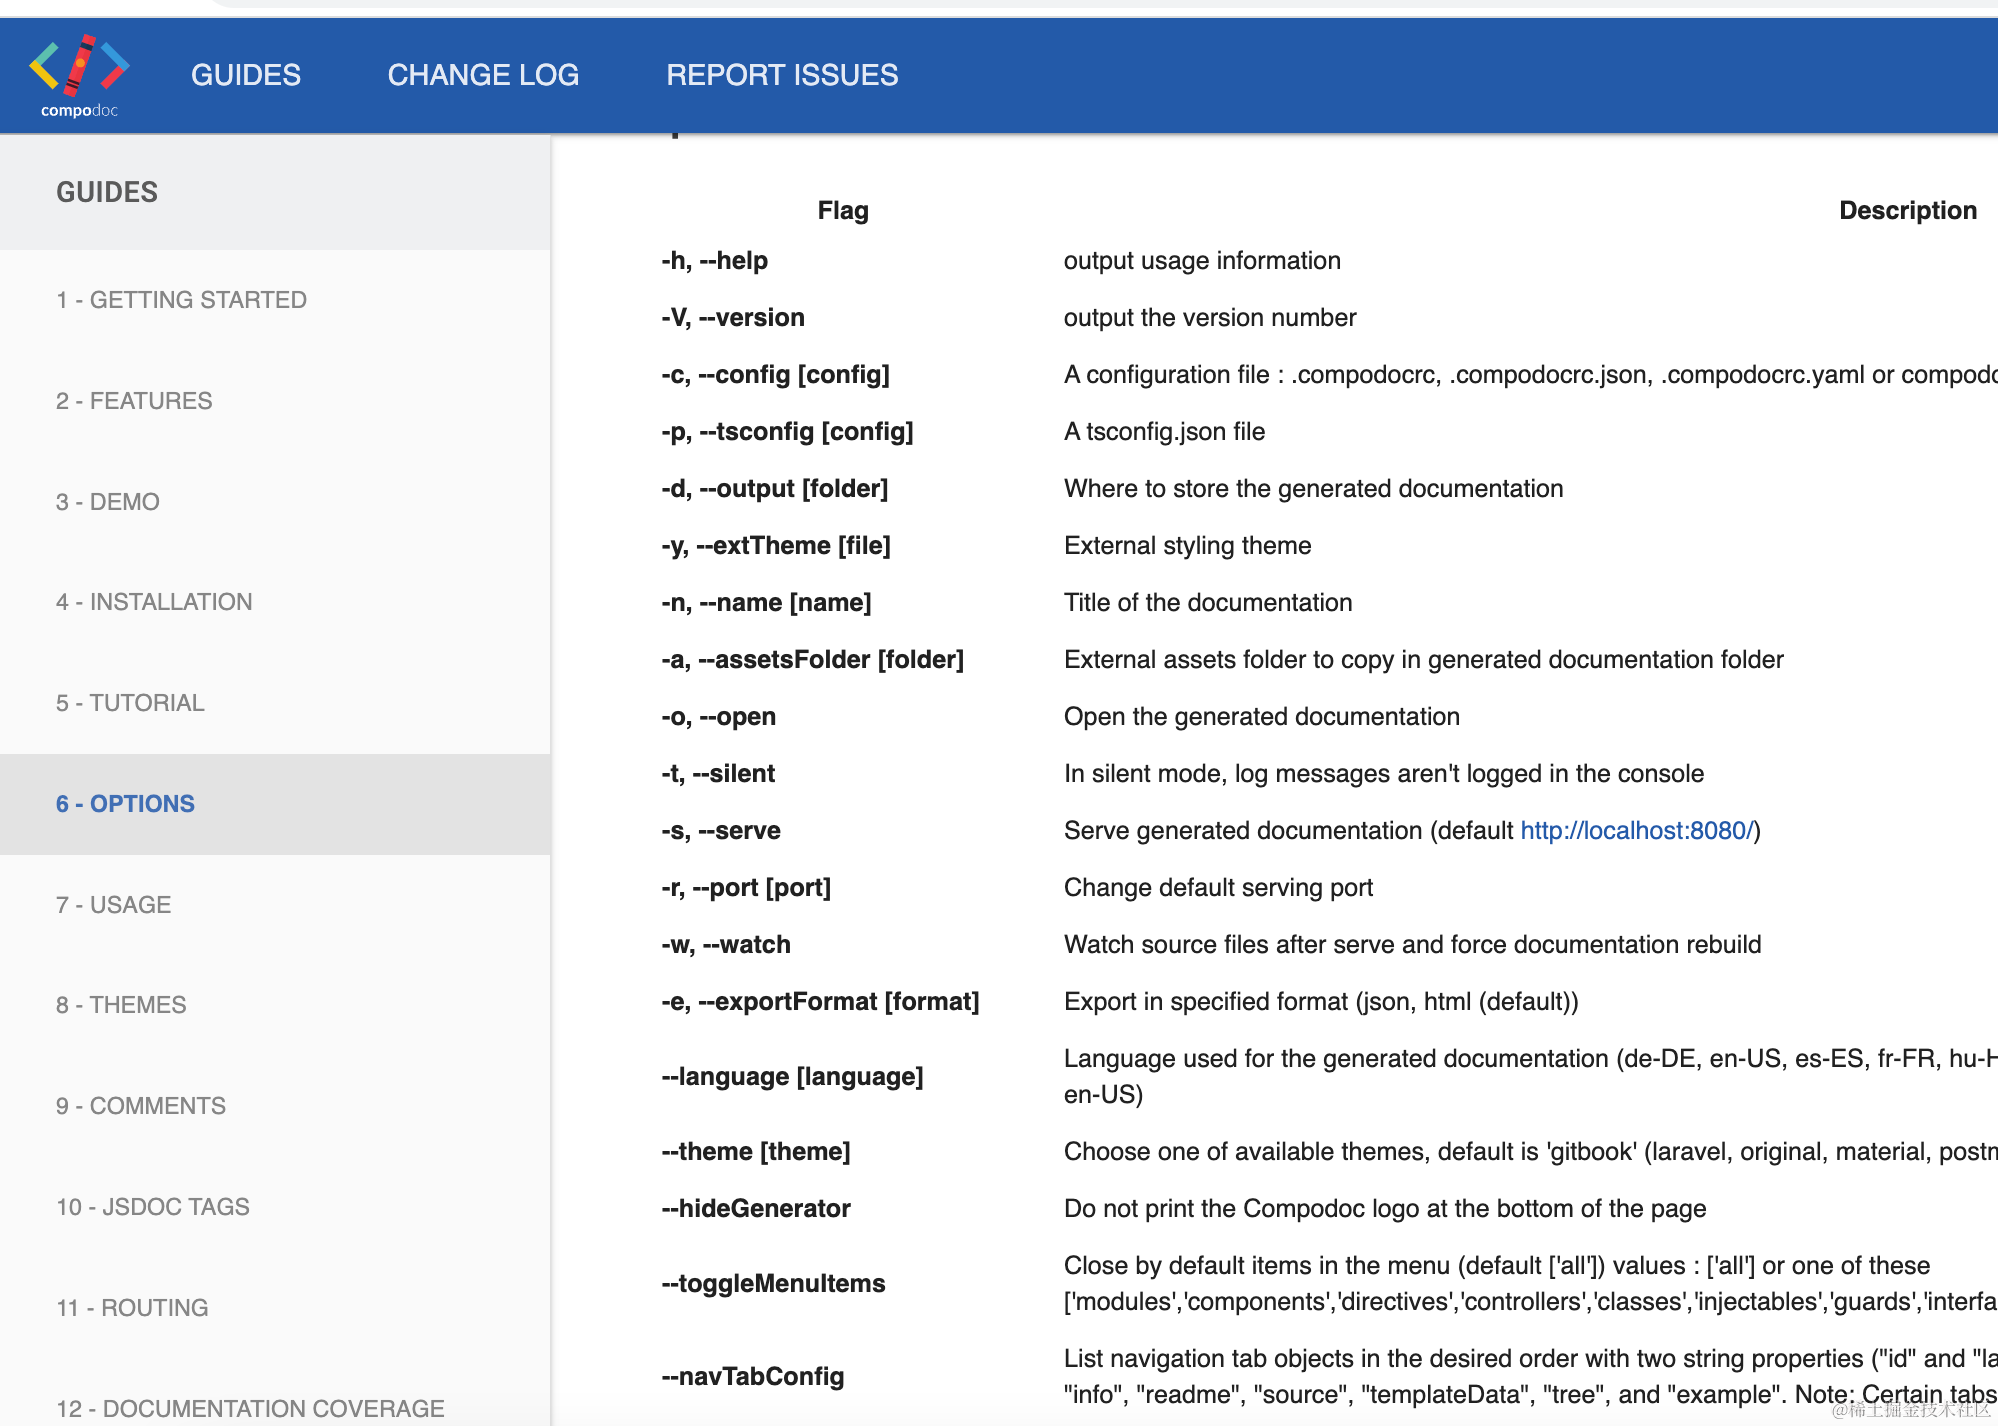 compodoc
GUIDES CHANGE LOG REPORT ISSUES
GUIDES
1 - GETTING STARTED
2 - FEATURES
3 - DEMO
4 - INSTALLATION
5 - TUTORIAL
6 - OPTIONS
7 - USAGE
8 - THEMES
9 - COMMENTS
10 - JSDOC TAGS
11 - ROUTING
12 - DOCUMENTATION COVERAGE
Flag Description
-h, --help output usage information
-V, --version output the version number
-c, --config [config] A configuration file : .compodocrc, .compodocrc.json, .compodocrc.yaml or compodo
-p, --tsconfig [config] A tsconfig.json file
-d, --output [folder] Where to store the generated documentation
-y, --extTheme [file] External styling theme
-n, --name [name] Title of the documentation
-a, --assetsFolder [folder] External assets folder to copy in generated documentation folder
-o, --open Open the generated documentation
-t, --silent In silent mode, log messages aren't logged in the console
-s, --serve Serve generated documentation (default http://localhost:8080/)
-r, --port [port] Change default serving port
-w, --watch Watch source files after serve and force documentation rebuild
-e, --exportFormat [format] Export in specified format (json, html (default))
--language [language] Language used for the generated documentation (de-DE, en-US, es-ES, fr-FR, hu-H
en-US)
--theme [theme] Choose one of available themes, default is 'gitbook' (laravel, original, material, postm
--hideGenerator Do not print the Compodoc logo at the bottom of the page
--toggleMenuItems Close by default items in the menu (default ['all']) values : ['all'] or one of these
['modules','components','directives','controllers','classes','injectables','guards','interfa
--navTabConfig List navigation tab objects in the desired order with two string properties ("id" and "la
"info", "readme", "source", "templateData", "tree", and "example". Note: Certain tabs
@稀土掘金技术社区